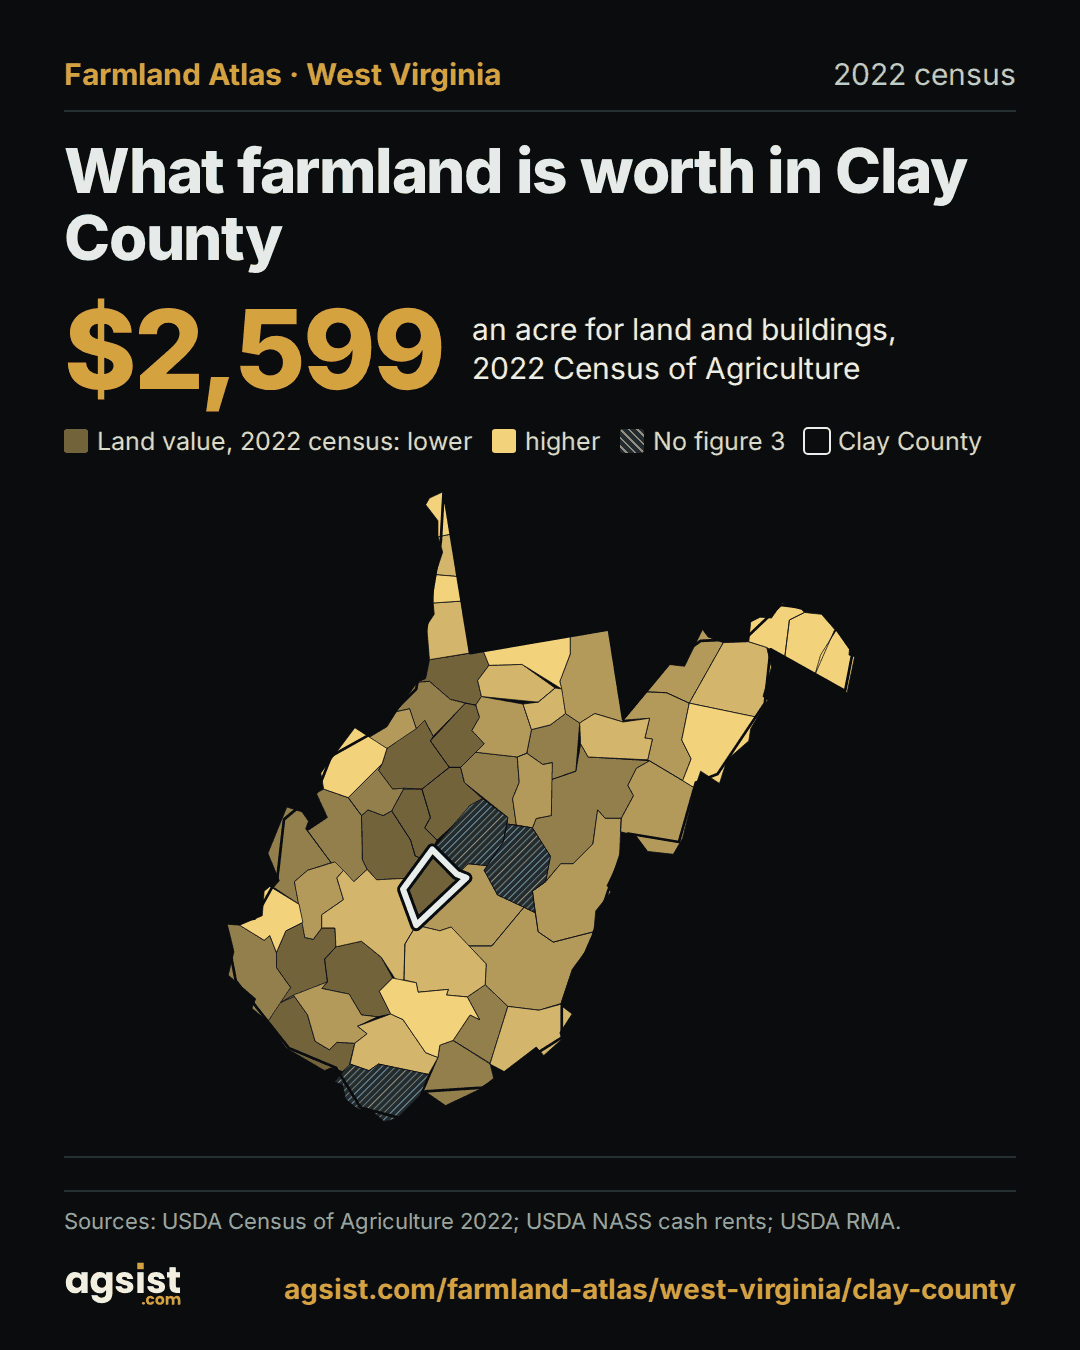 Farmland Atlas · West Virginia
2022 census
What farmland is worth in Clay
County
$2,599
an acre for land and buildings,
2022 Census of Agriculture
Land value, 2022 census: lower
higher
No figure 3
Clay County
Sources: USDA Census of Agriculture 2022; USDA NASS cash rents; USDA RMA.
agsist
.com
agsist.com/farmland-atlas/west-virginia/clay-county